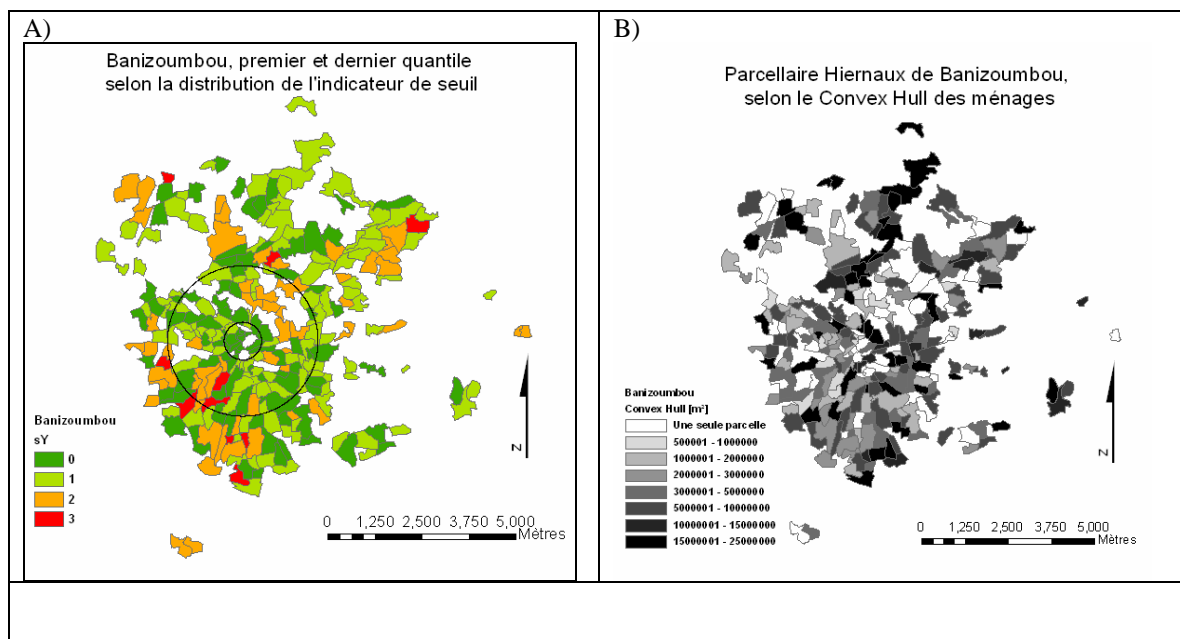 A)
Banizoumbou, premier et dernier quantile
selon la distribution de l'indicateur de seuil
Banizoumbou
sY
0
1
2
3
0 1,250 2,500 3,750 5,000
Mètres
N
B)
Parcellaire Hiernaux de Banizoumbou,
selon le Convex Hull des ménages
Banizoumbou
Convex Hull [m²]
Une seule parcelle
500001 - 1000000
1000001 - 2000000
2000001 - 3000000
3000001 - 5000000
5000001 - 10000000
10000001 - 15000000
15000001 - 25000000
0 1,250 2,500 3,750 5,000
Mètres
N